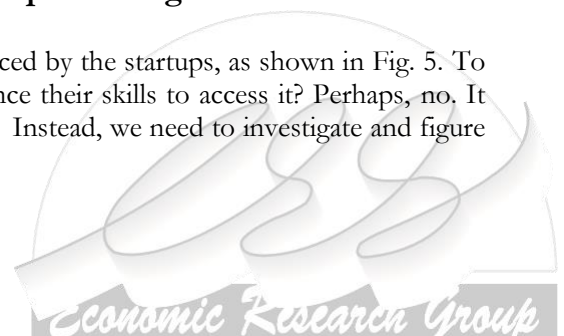 ced by the startups, as shown in Fig. 5. To
nce their skills to access it? Perhaps, no. It
Instead, we need to investigate and figure
Economic Research Group